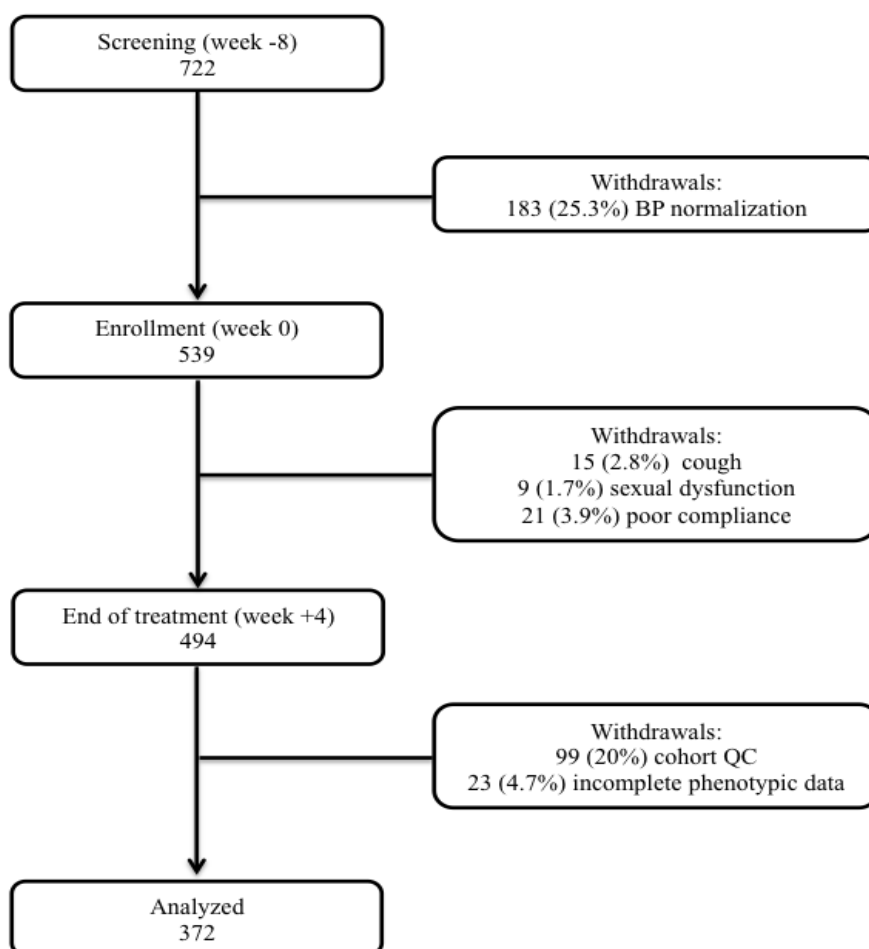 Screening (week -8)
722
Withdrawals:
183 (25.3%) BP normalization
Enrollment (week 0)
539
Withdrawals:
15 (2.8%) cough
9 (1.7%) sexual dysfunction
21 (3.9%) poor compliance
End of treatment (week +4)
494
Withdrawals:
99 (20%) cohort QC
23 (4.7%) incomplete phenotypic data
Analyzed
372